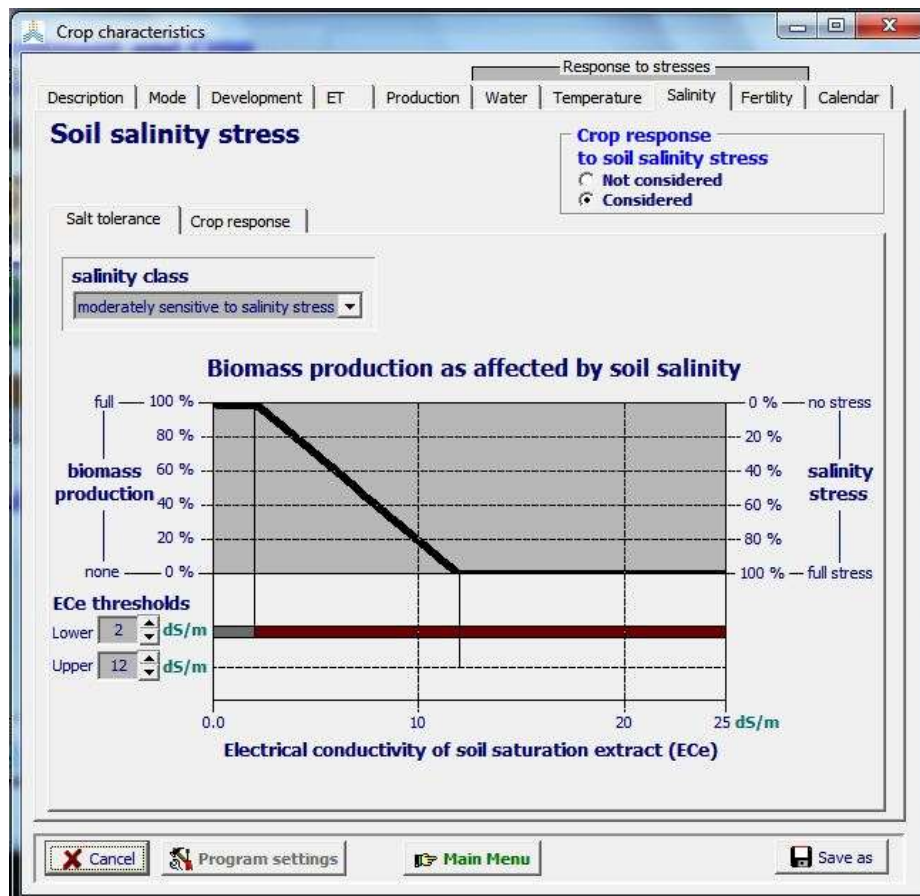 Crop characteristics
Response to stresses
Description Mode Development ET Production Water Temperature Salinity Fertility Calendar
Soil salinity stress
Crop response
to soil salinity stress
Not considered
Considered
Salt tolerance Crop response
salinity class
moderately sensitive to salinity stress
Biomass production as affected by soil salinity
full 100 % 0 % no stress
80 % 20 %
biomass 60 % 40 % salinity
production 40 % 60 % stress
20 % 80 %
none 0 % 100 % full stress
ECe thresholds
Lower 2 dS/m
Upper 12 dS/m
0.0 10 20 25 dS/m
Electrical conductivity of soil saturation extract (ECe)
Cancel Program settings Main Menu Save as